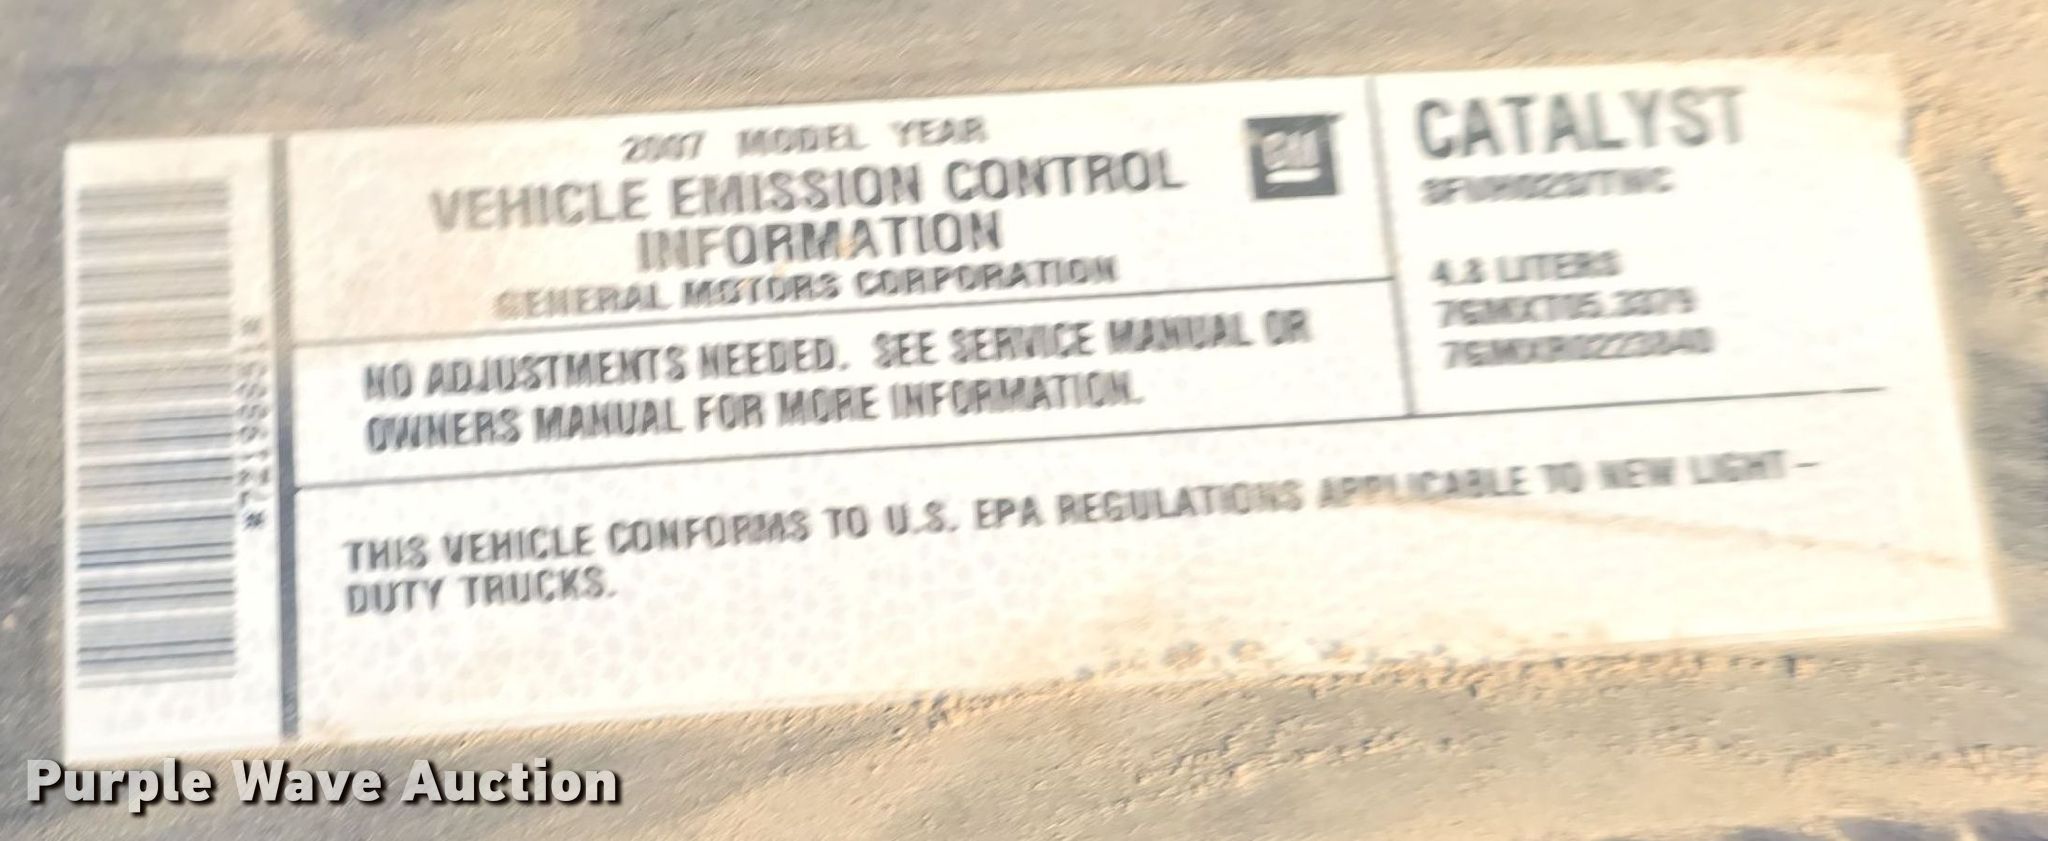 2007 MODEL YEAR
VEHICLE EMISSION CONTROL
INFORMATION
GENERAL MOTORS CORPORATION
GM
NO ADJUSTMENTS NEEDED. SEE SERVICE MANUAL OR
OWNERS MANUAL FOR MORE INFORMATION.
CATALYST
LITERS
THIS VEHICLE CONFORMS TO U.S. EPA REGULATIONS APPLICABLE TO NEW LIGHT-
DUTY TRUCKS.
Purple Wave Auction